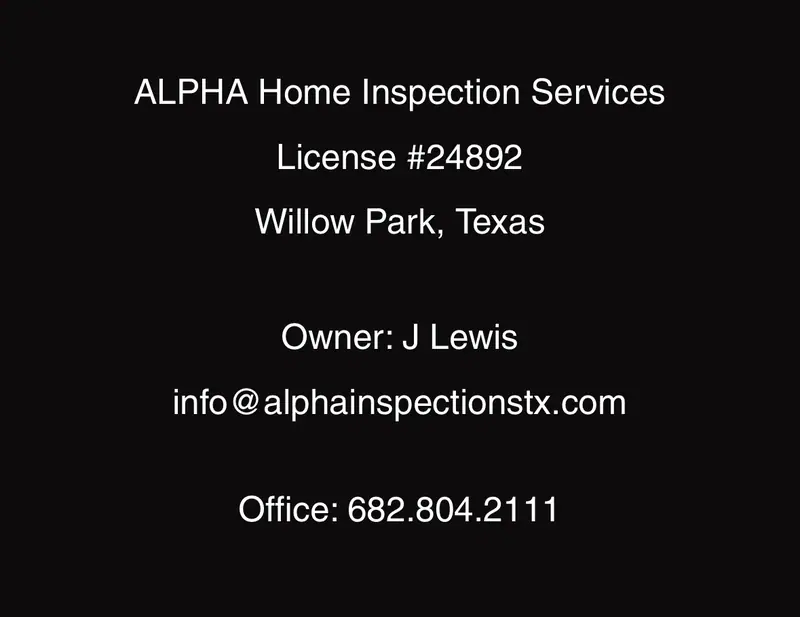 ALPHA Home Inspection Services
License #24892
Willow Park, Texas
Owner: J Lewis
info@alphainspectionstx.com
Office: 682.804.2111